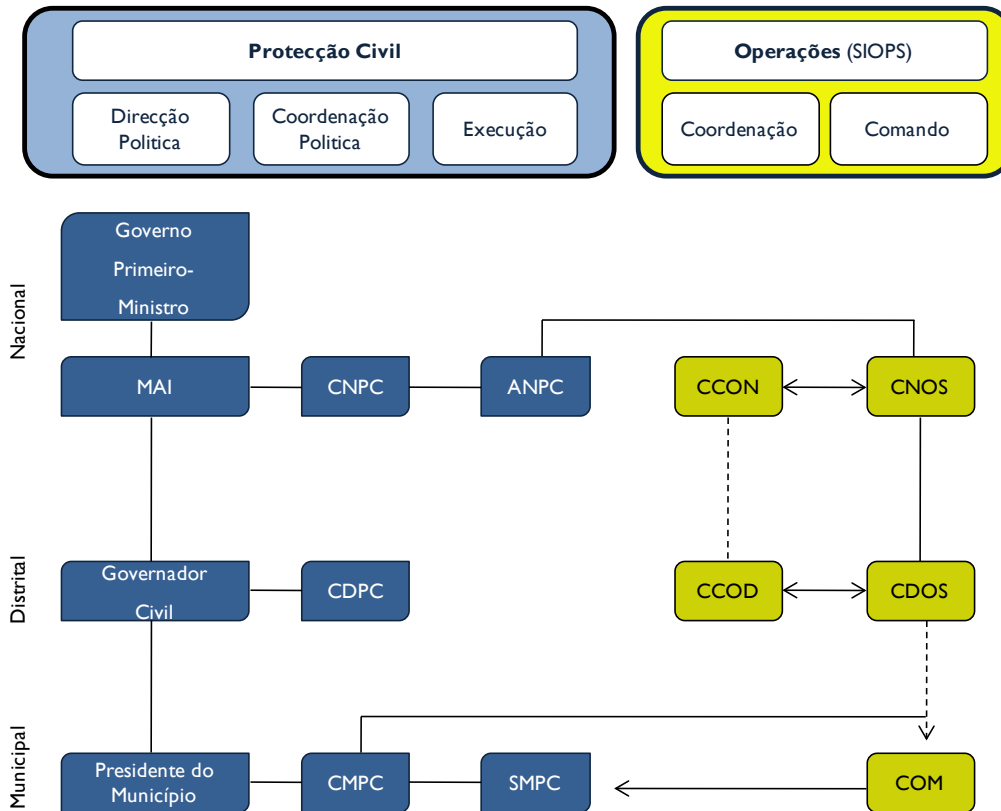 Protecção Civil
Operações (SIOPS)
Direcção
Politica
Coordenação
Politica
Execução
Coordenação
Comando
Nacional
Governo
Primeiro-
Ministro
MAI
CNPC
ANPC
CCON
CNOS
Distrital
Governador
Civil
CDPC
CCOD
CDOS
Municipal
Presidente do
Município
CMPC
SMPC
COM